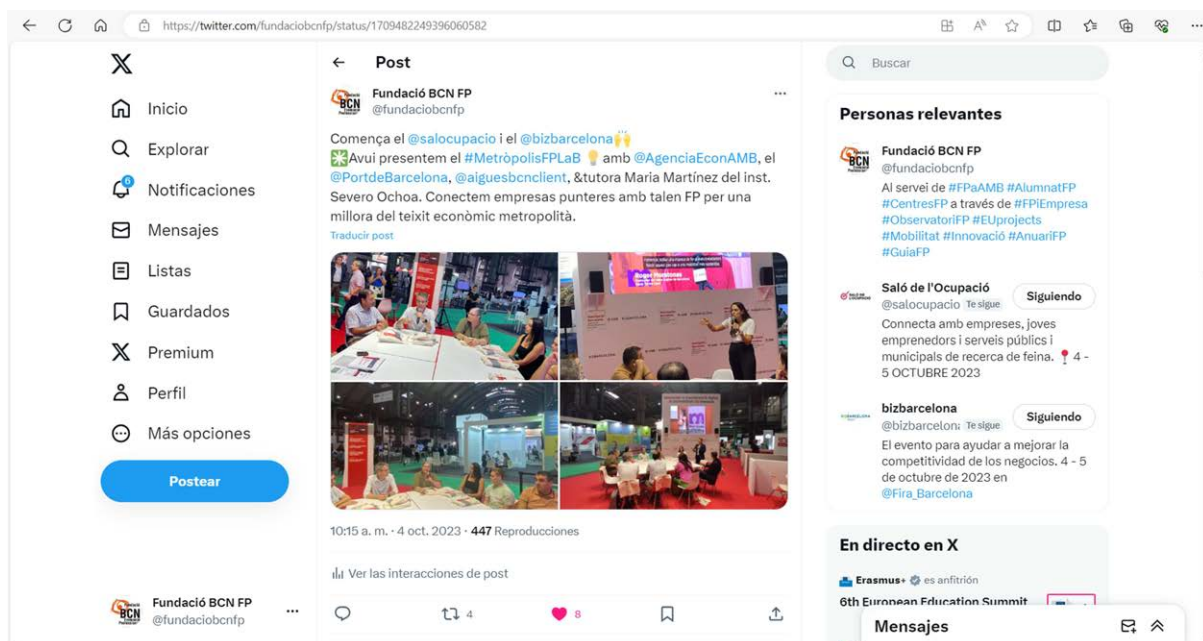 https://twitter.com/fundaciobcnfp/status/1709482249396060582
Inicio
Explorar
6
Notificaciones
Mensajes
Listas
Guardados
Premium
Perfil
Más opciones
Postear
Fundació BCN FP
@fundaciobcnfp
Post
Fundació BCN FP
@fundaciobcnfp
Comença el @salocupacio i el @bizbarcelona
Avui presentem el #MetròpolisFPLaB amb @AgenciaEconAMB, el
@PortdeBarcelona, @aiguesbcnclient, &tutora Maria Martínez del inst.
Severo Ochoa. Conectem empresas punteres amb talen FP per una
millora del teixit econòmic metropolità.
Traducir post
10:15 a. m. · 4 oct. 2023 · 447 Reproducciones
Ver las interacciones de post
4
8
Buscar
Personas relevantes
Fundació BCN FP
@fundaciobcnfp
Al servei de #FPaAMB #AlumnatFP
#CentresFP a través de #FPiEmpresa
#ObservatoriFP #EUprojects
#Mobilitat #Innovació #AnuariFP
#GuiaFP
Saló de l'Ocupació
@salocupacio Te sigue
Siguiendo
Connecta amb empreses, joves
emprenedors i serveis públics i
municipals de recerca de feina. 4 -
5 OCTUBRE 2023
bizbarcelona
@bizbarcelon Te sigue
Siguiendo
El evento para ayudar a mejorar la
competitividad de los negocios. 4 - 5
de octubre de 2023 en
@Fira_Barcelona
En directo en X
Erasmus+ es anfitrión
6th European Education Summit
Mensajes